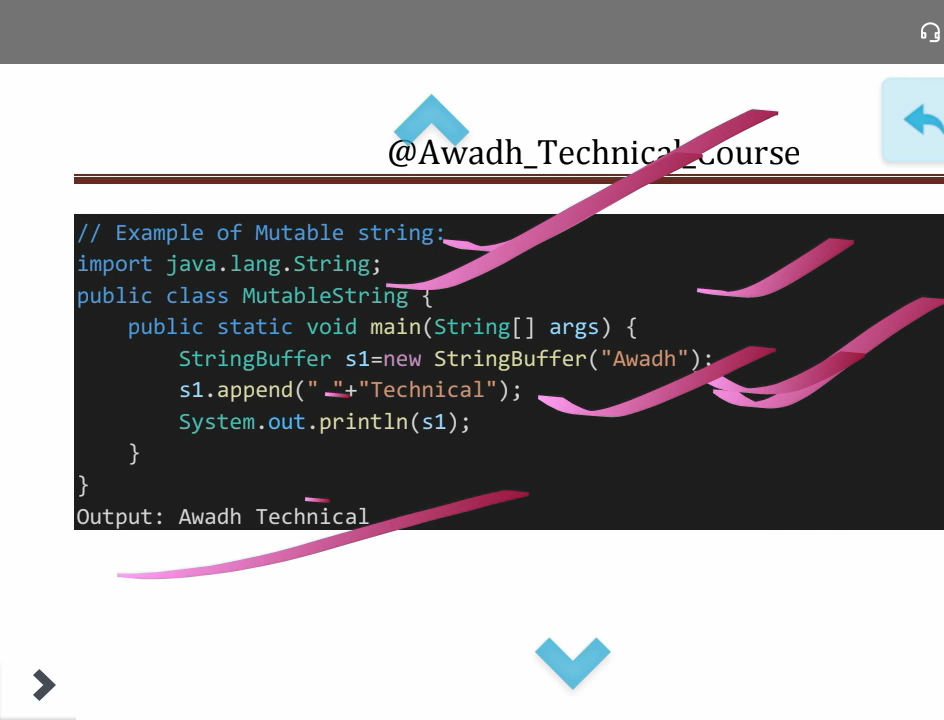 @Awadh_Technical_Course
// Example of Mutable string:
import java.lang.String;
public class MutableString {
    public static void main(String[] args) {
        StringBuffer s1=new StringBuffer("Awadh");
        s1.append(" "+"Technical");
        System.out.println(s1);
    }
}
Output: Awadh Technical